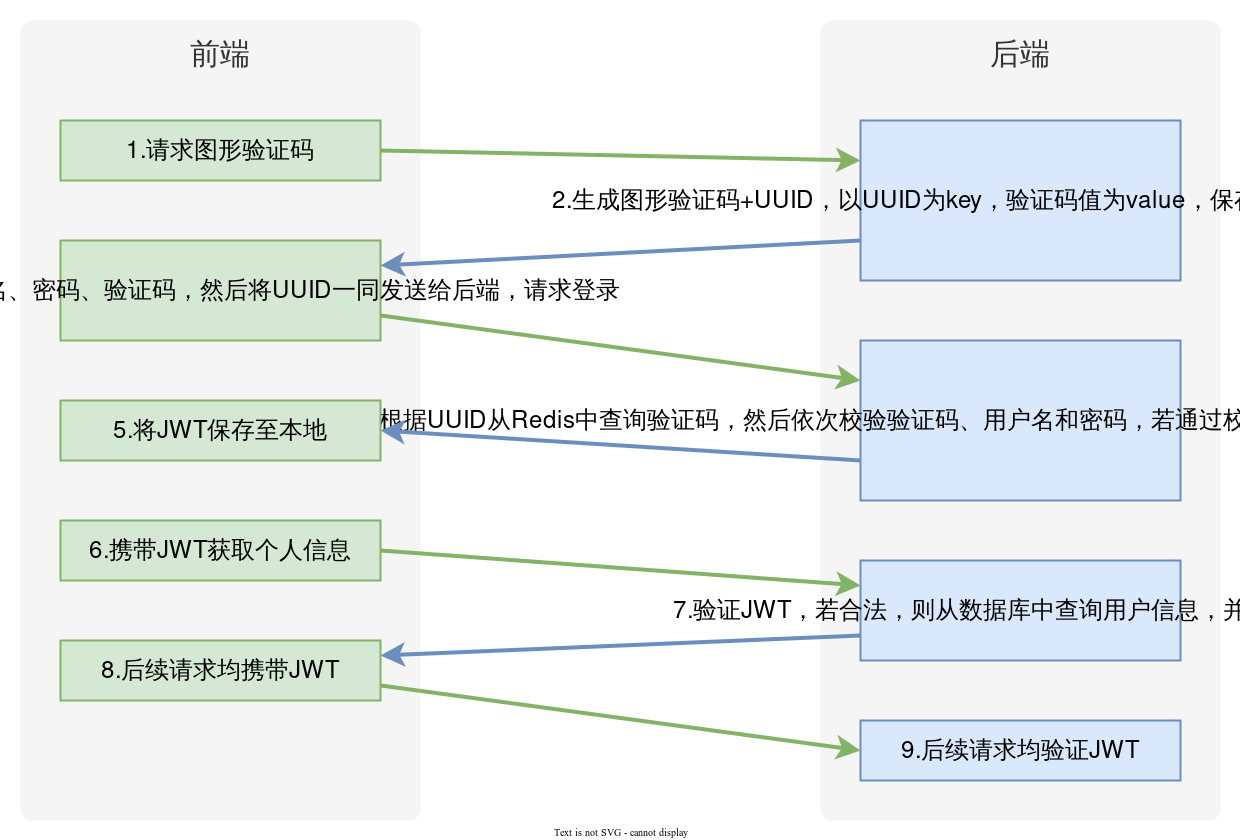 前端
后端
1.请求图形验证码
2.生成图形验证码+UUID，以UUID为key，验证码值为value，保存
、密码、验证码，然后将UUID一同发送给后端，请求登录
根据UUID从Redis中查询验证码，然后依次校验验证码、用户名和密码，若通过校
5.将JWT保存至本地
6.携带JWT获取个人信息
7.验证JWT，若合法，则从数据库中查询用户信息，并
8.后续请求均携带JWT
9.后续请求均验证JWT
Text is not SVG - cannot display